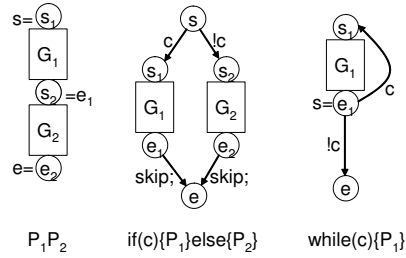 s= s₁
G₁
s₂ =e₁
G₂
e= e₂
P₁P₂
s
c !c
s₁ s₂
G₁ G₂
e₁ e₂
skip; skip;
e
if(c){P₁}else{P₂}
s₁
G₁
c
s= e₁
!c
e
while(c){P₁}